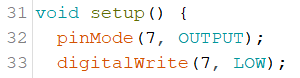 31 void setup() {
32   pinMode(7, OUTPUT);
33   digitalWrite(7, LOW);